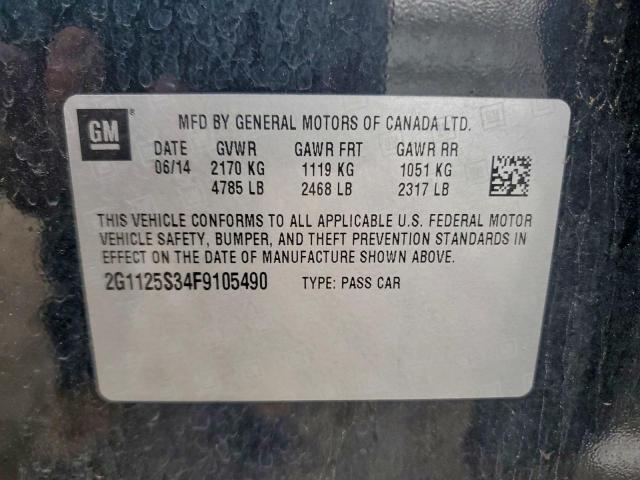 GM
MFD BY GENERAL MOTORS OF CANADA LTD.
DATE GVWR GAWR FRT GAWR RR
06/14 2170 KG 1119 KG 1051 KG
4785 LB 2468 LB 2317 LB
THIS VEHICLE CONFORMS TO ALL APPLICABLE U.S. FEDERAL MOTOR
VEHICLE SAFETY, BUMPER, AND THEFT PREVENTION STANDARDS IN
EFFECT ON THE DATE OF MANUFACTURE SHOWN ABOVE.
2G1125S34F9105490 TYPE: PASS CAR